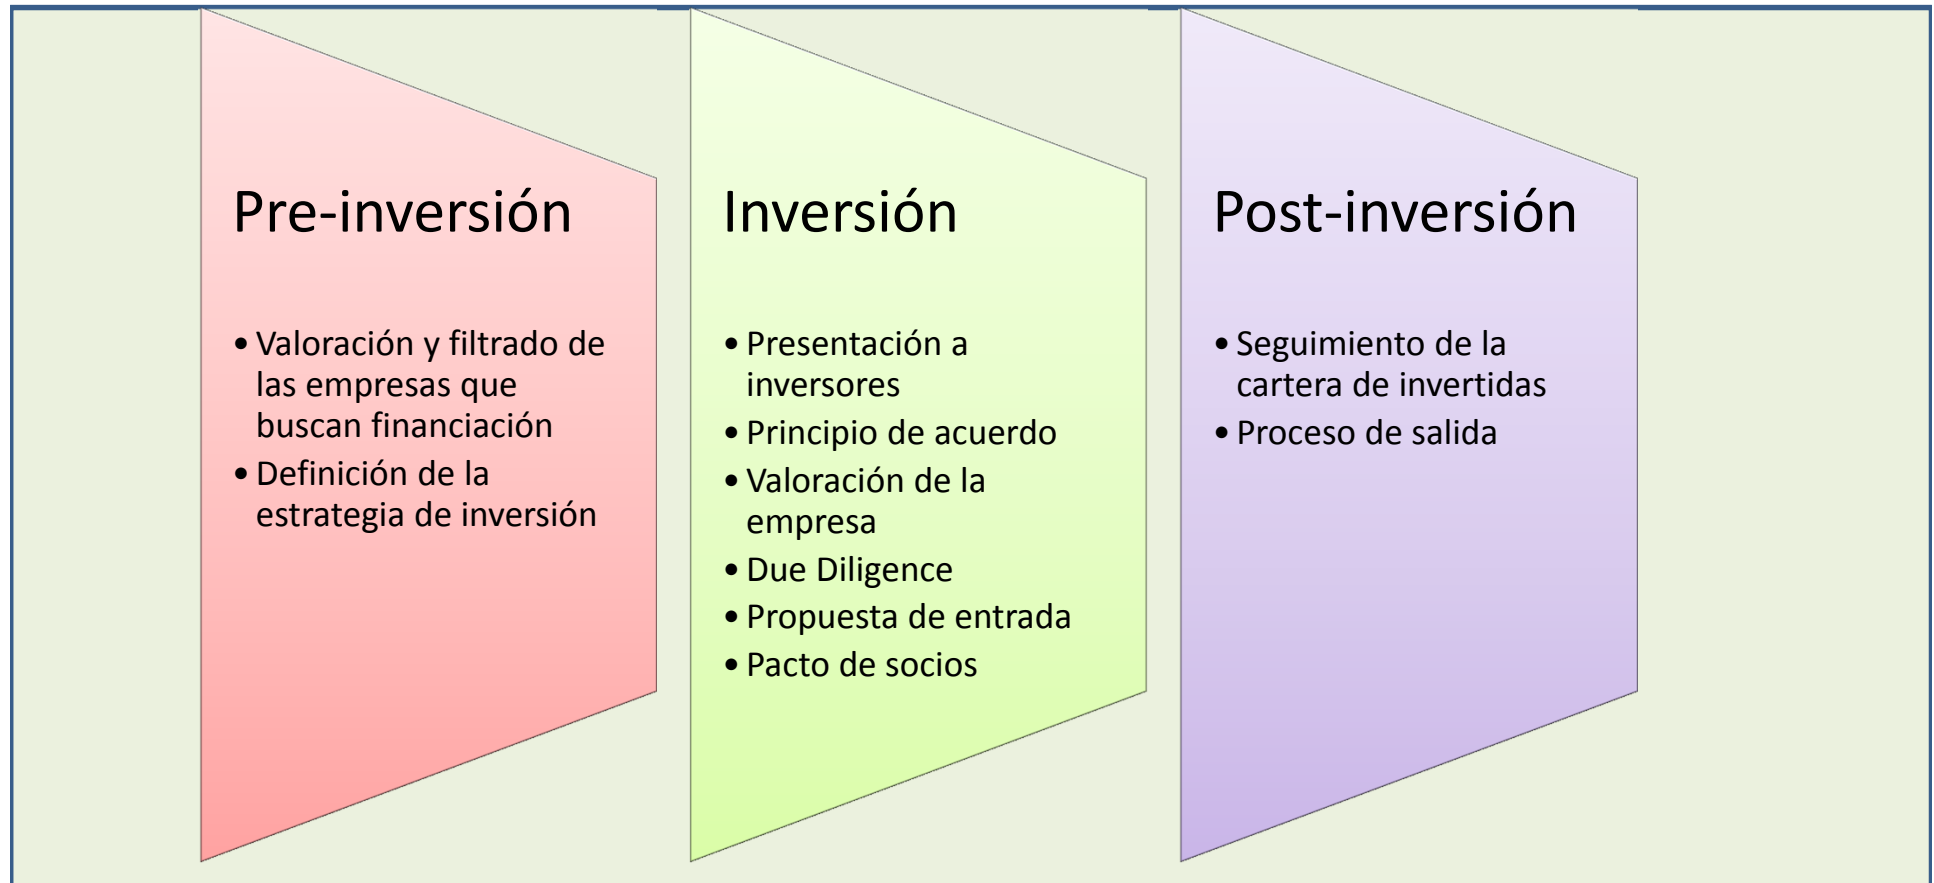 Pre-inversión
• Valoración y filtrado de
las empresas que
buscan financiación
• Definición de la
estrategia de inversión
Inversión
• Presentación a
inversores
• Principio de acuerdo
• Valoración de la
empresa
• Due Diligence
• Propuesta de entrada
• Pacto de socios
Post-inversión
• Seguimiento de la
cartera de invertidas
• Proceso de salida